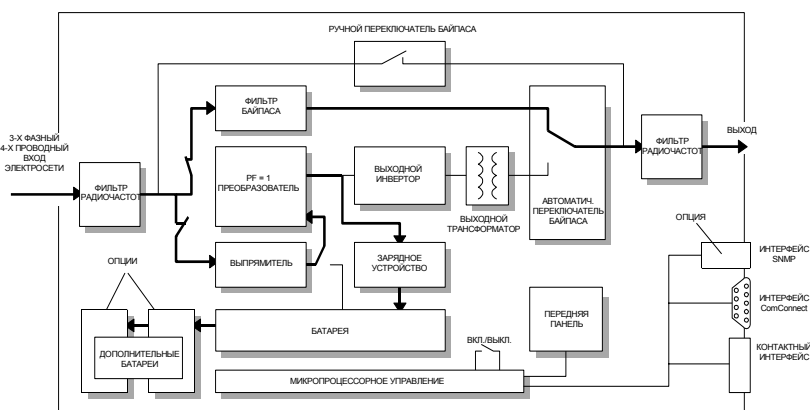 РУЧНОЙ ПЕРЕКЛЮЧАТЕЛЬ БАЙПАСА
ФИЛЬТР
БАЙПАСА
3-Х ФАЗНЫЙ
4-Х ПРОВОДНЫЙ
ВХОД
ЭЛЕКТРОСЕТИ
ФИЛЬТР
РАДИОЧАСТОТ
PF = 1
ПРЕОБРАЗОВАТЕЛЬ
ВЫХОДНОЙ
ИНВЕРТОР
ВЫХОДНОЙ
ТРАНСФОРМАТОР
АВТОМАТИЧ.
ПЕРЕКЛЮЧАТЕЛЬ
БАЙПАСА
ФИЛЬТР
РАДИОЧАСТОТ
ВЫХОД
ВЫПРЯМИТЕЛЬ
ЗАРЯДНОЕ
УСТРОЙСТВО
ОПЦИЯ
ИНТЕРФЕЙС
SNMP
ОПЦИИ
ДОПОЛНИТЕЛЬНЫЕ
БАТАРЕИ
БАТАРЕЯ
ПЕРЕДНЯЯ
ПАНЕЛЬ
ИНТЕРФЕЙС
ComConnect
ВКЛ./ВЫКЛ.
КОНТАКТНЫЙ
ИНТЕРФЕЙС
МИКРОПРОЦЕССОРНОЕ УПРАВЛЕНИЕ